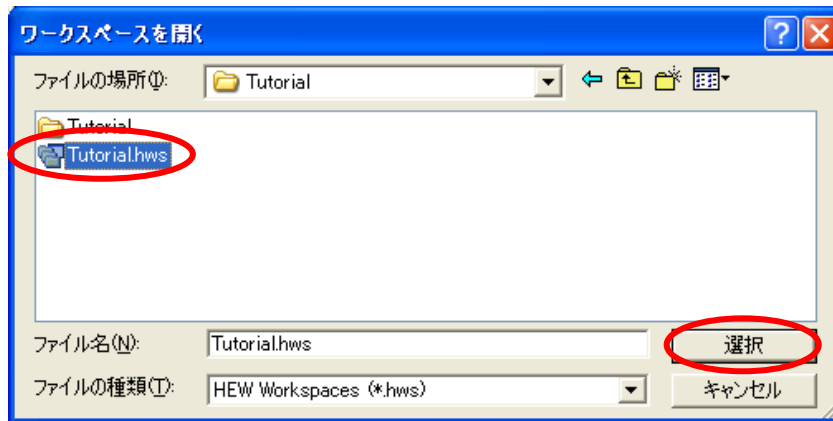 ワークスペースを開く
ファイルの場所(I): Tutorial
Tutorial
Tutorial.hws
ファイル名(N): Tutorial.hws 選択
ファイルの種類(T): HEW Workspaces (*.hws) キャンセル